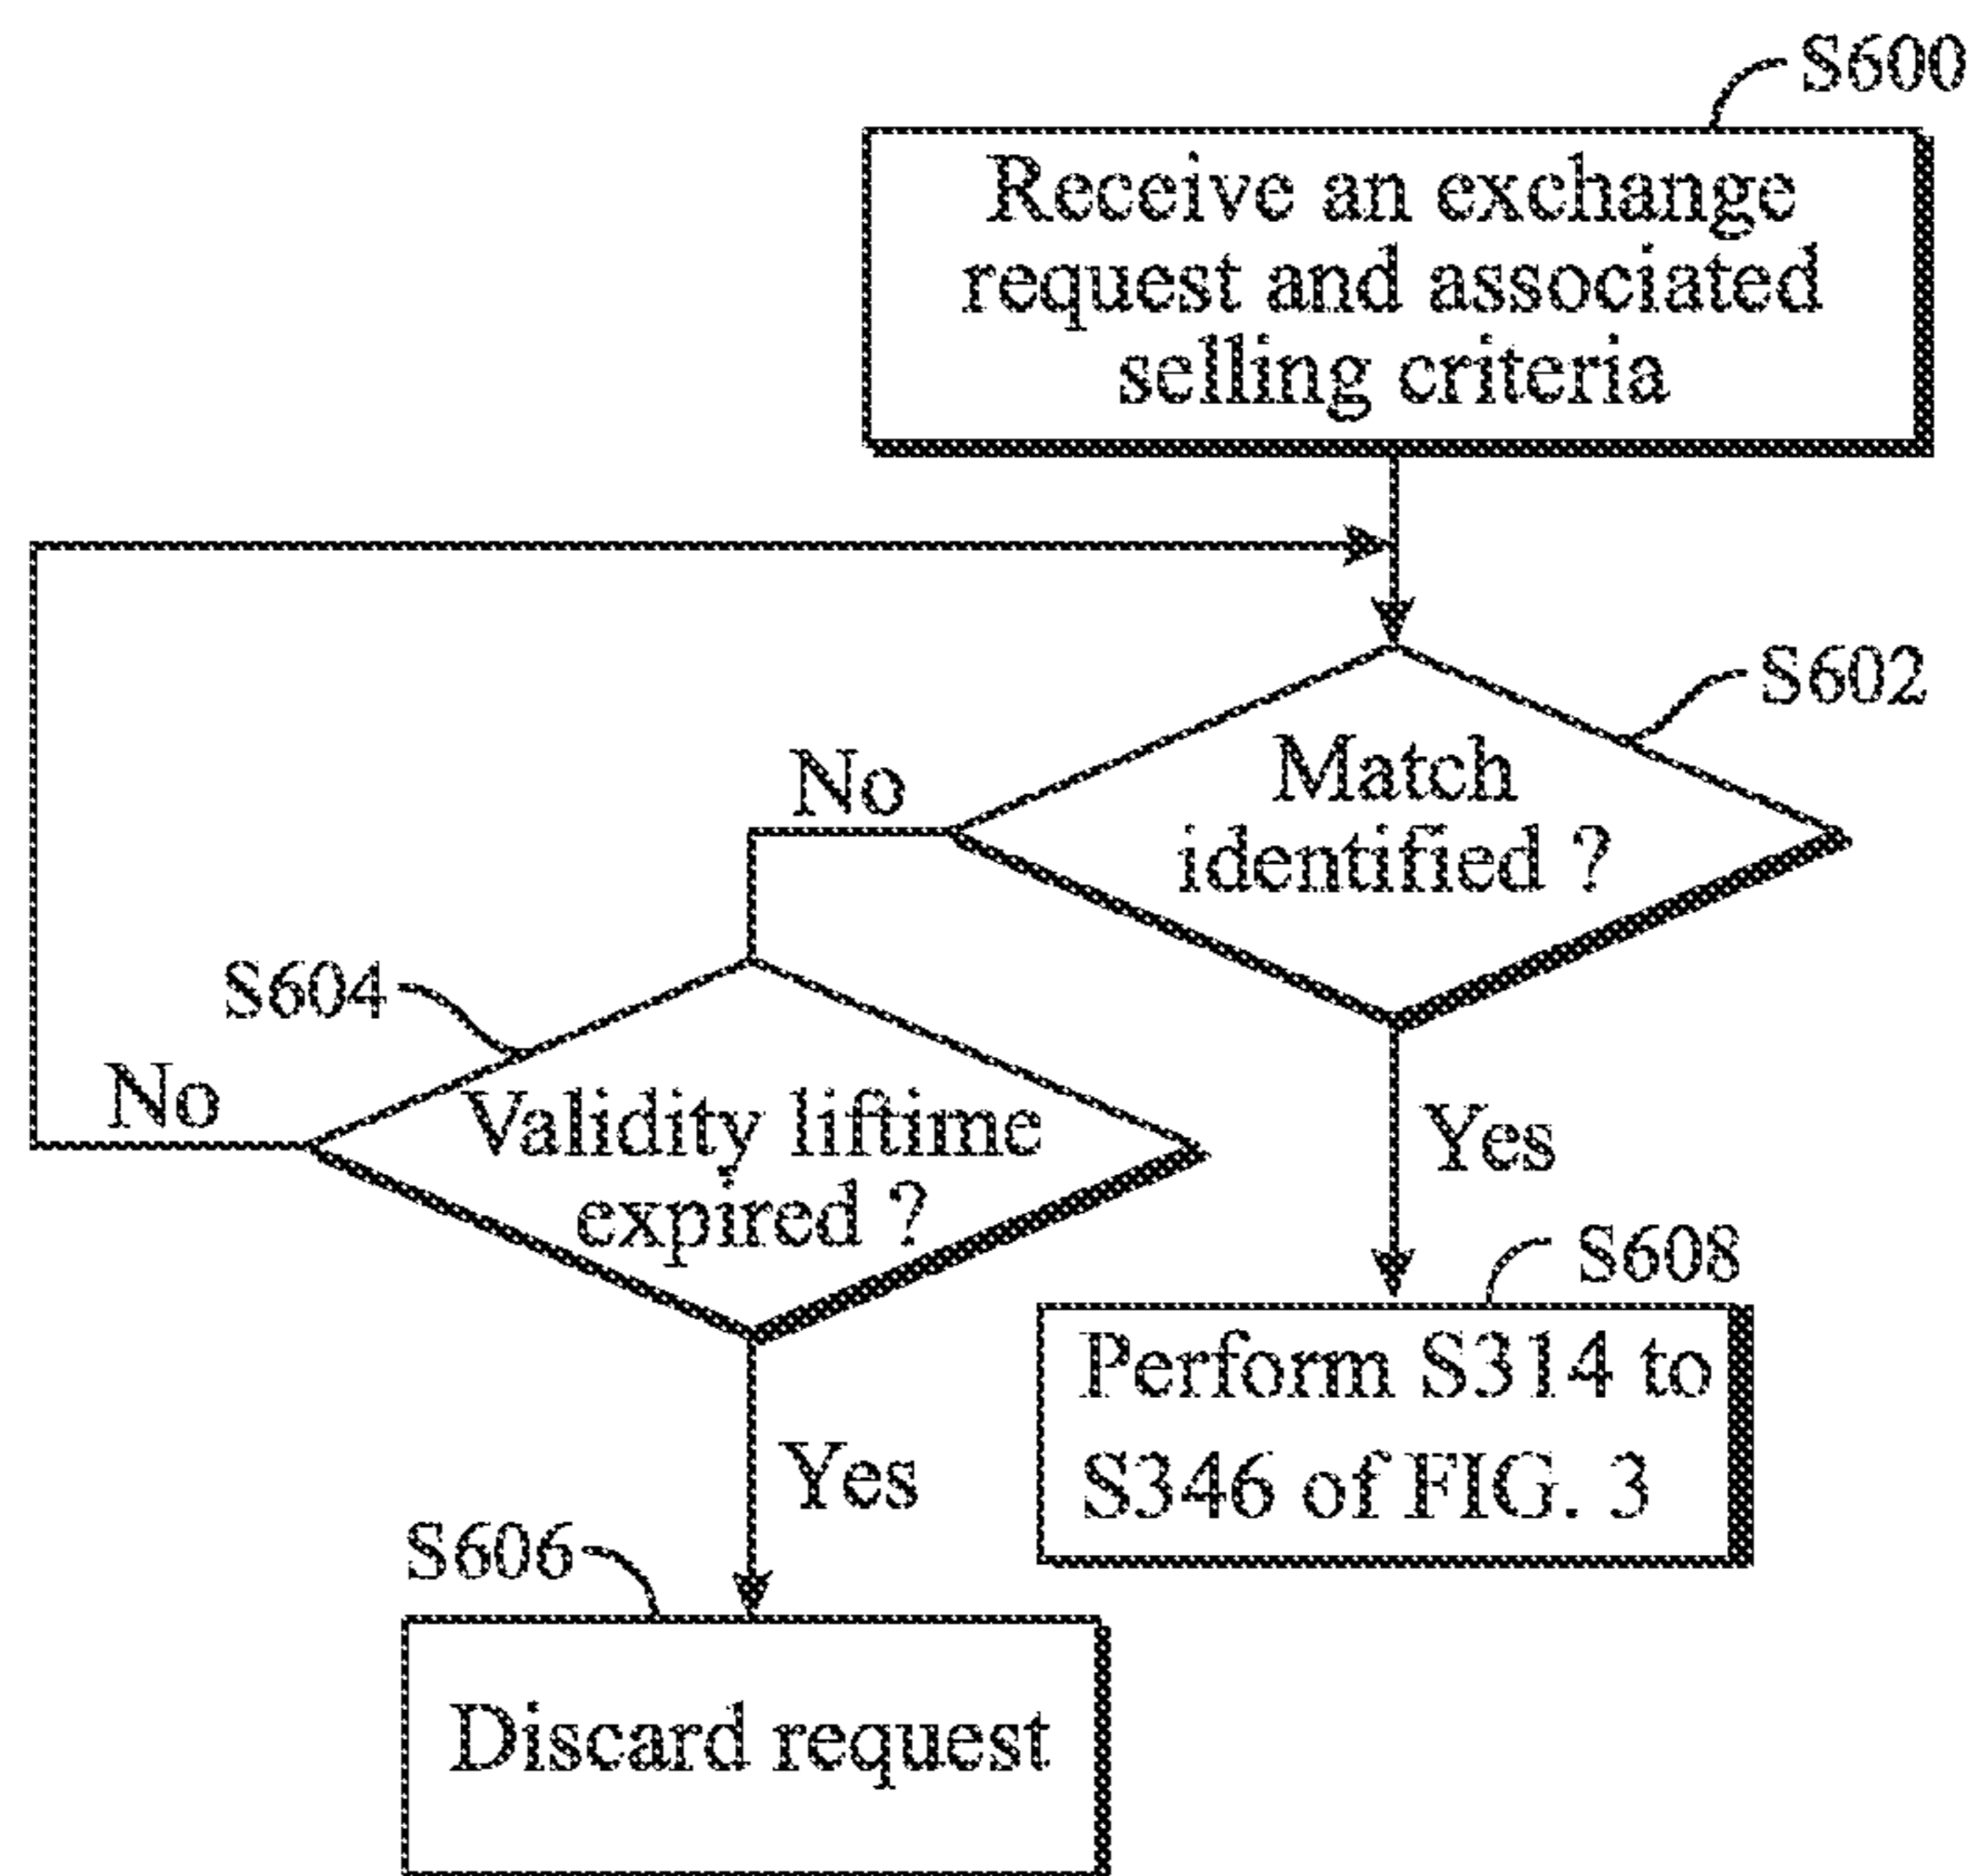 S600
Receive an exchange
request and associated
selling criteria
S602
Match
identified ?
No
Yes
S604
Validity liftime
expired ?
No
Yes
S608
Perform S314 to
S346 of FIG. 3
S606
Discard request